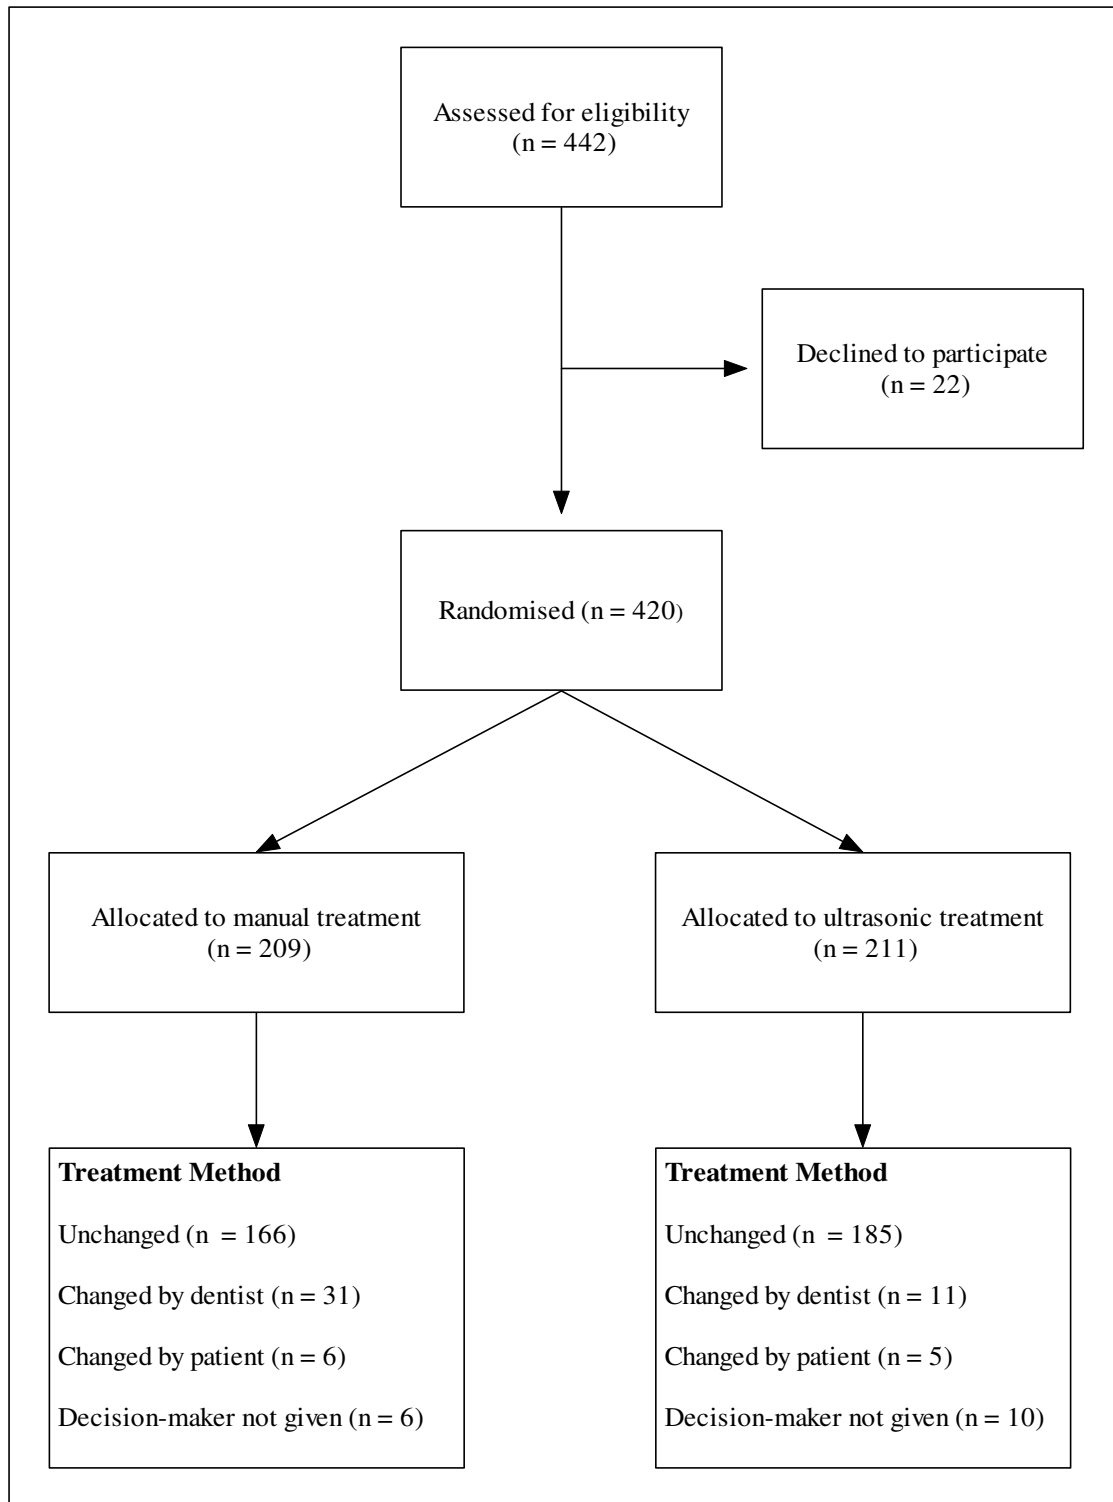 Assessed for eligibility
(n = 442)
Declined to participate
(n = 22)
Randomised (n = 420)
Allocated to manual treatment
(n = 209)
Allocated to ultrasonic treatment
(n = 211)
Treatment Method
Unchanged (n  = 166)
Changed by dentist (n = 31)
Changed by patient (n = 6)
Decision-maker not given (n = 6)
Treatment Method
Unchanged (n  = 185)
Changed by dentist (n = 11)
Changed by patient (n = 5)
Decision-maker not given (n = 10)